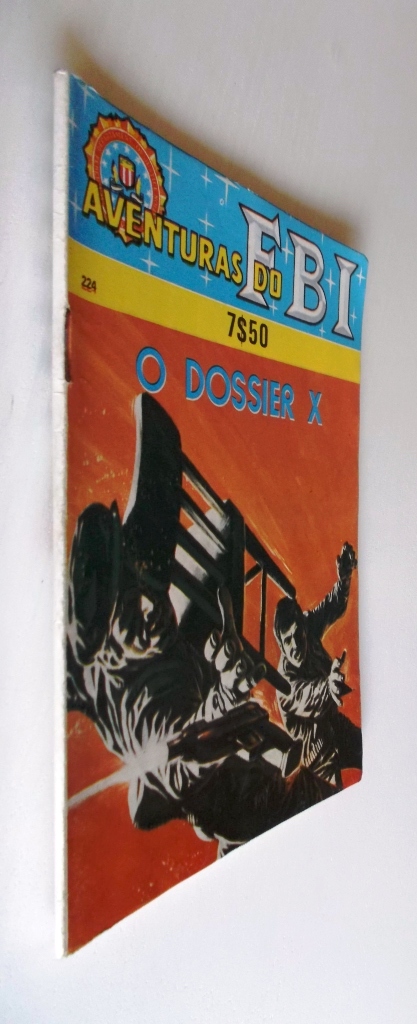 AVENTURAS DO FBI
224
7$50
O DOSSIER X